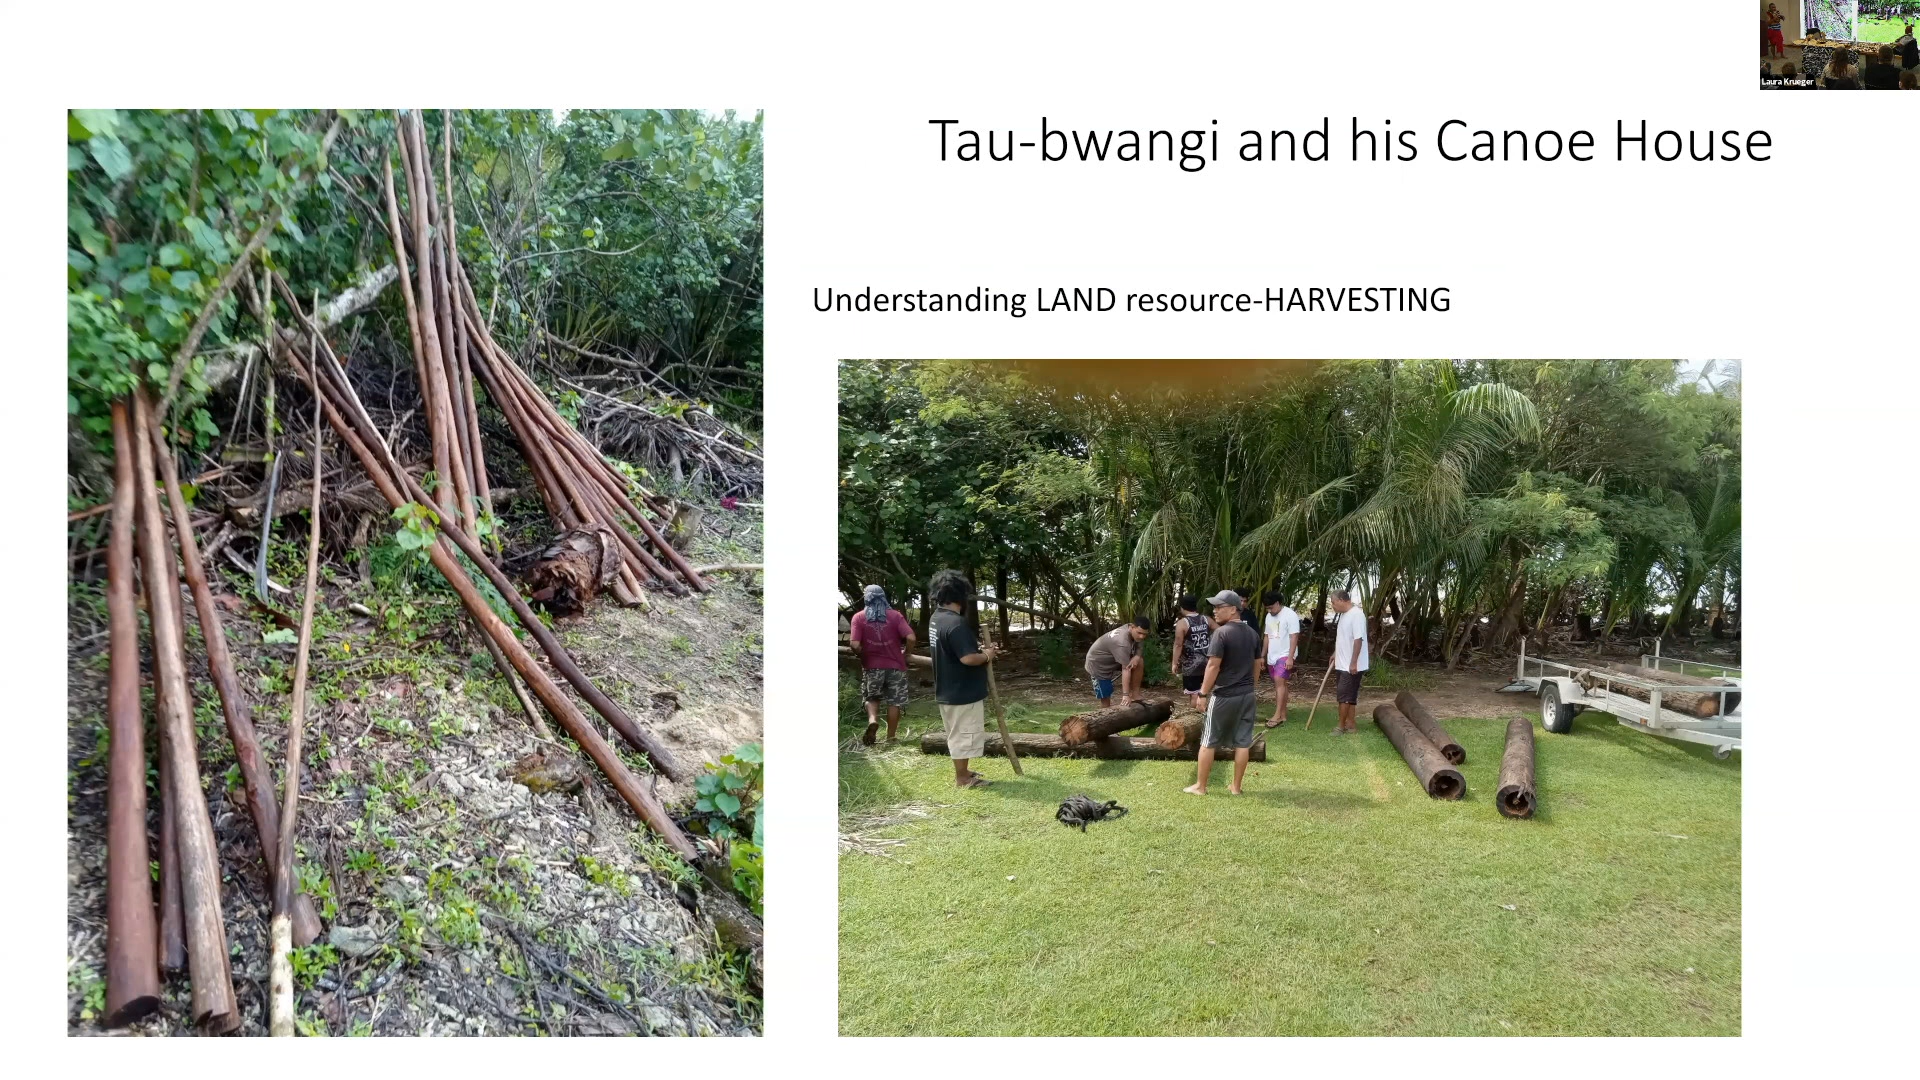 Laura Krueger
Tau-bwangi and his Canoe House
Understanding LAND resource-HARVESTING